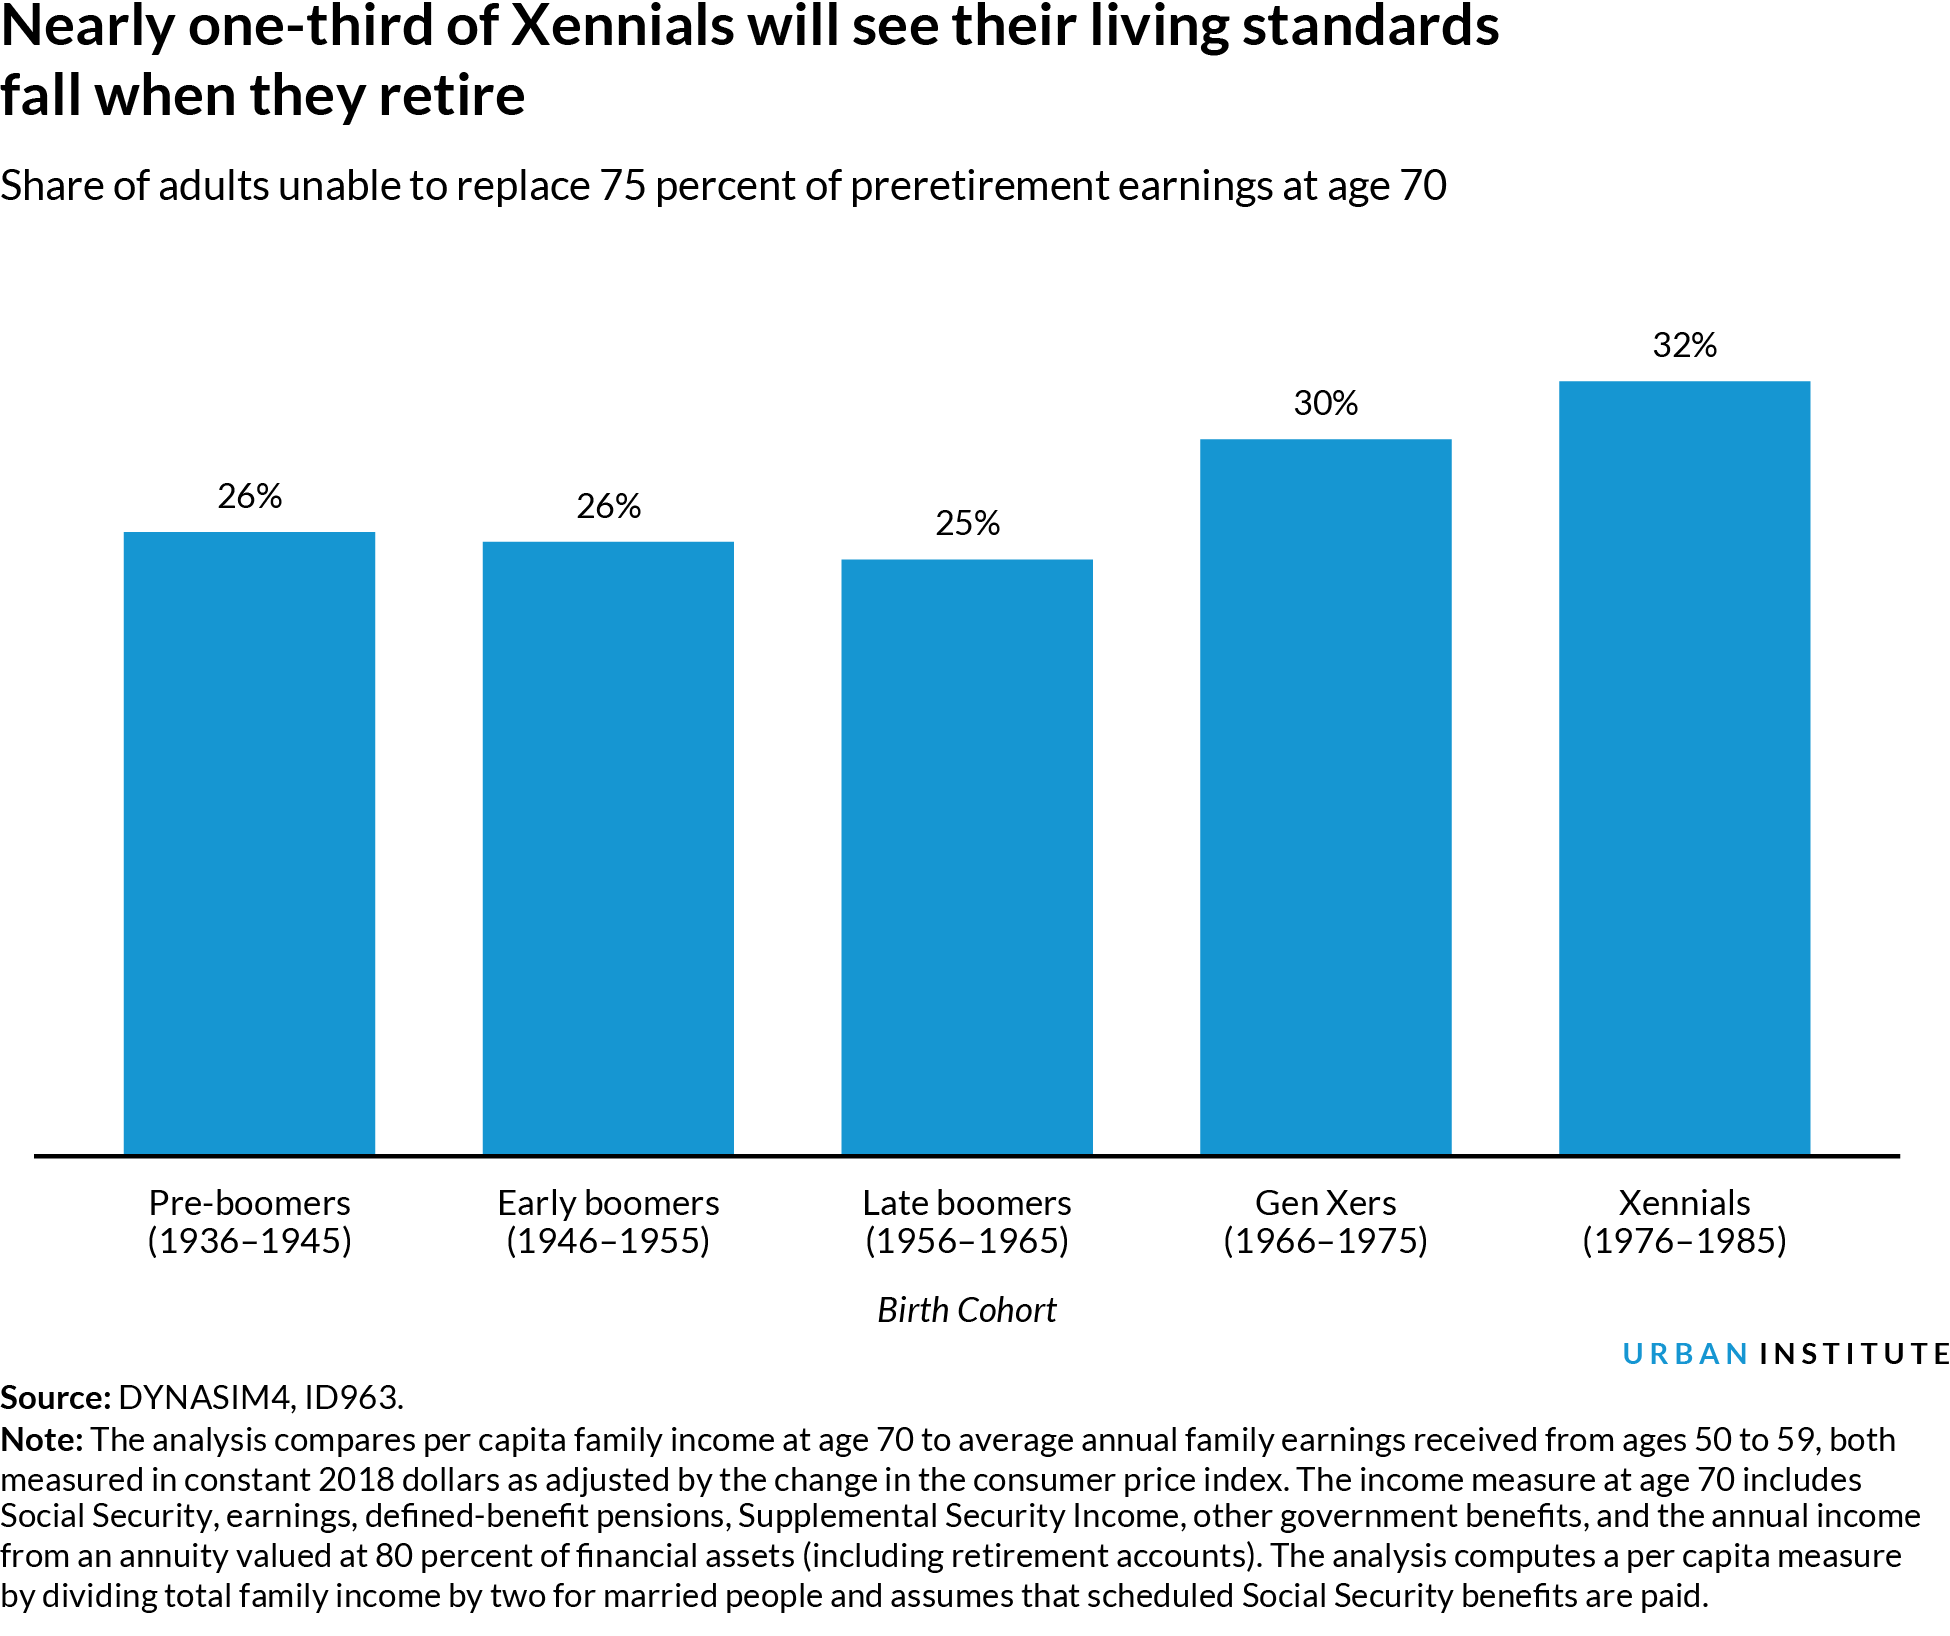 Nearly one-third of Xennials will see their living standards
fall when they retire
Share of adults unable to replace 75 percent of preretirement earnings at age 70
26%
26%
25%
30%
32%
Pre-boomers
(1936–1945)
Early boomers
(1946–1955)
Late boomers
(1956–1965)
Gen Xers
(1966–1975)
Xennials
(1976–1985)
Birth Cohort
URBAN INSTITUTE
Source: DYNASIM4, ID963.
Note: The analysis compares per capita family income at age 70 to average annual family earnings received from ages 50 to 59, both
measured in constant 2018 dollars as adjusted by the change in the consumer price index. The income measure at age 70 includes
Social Security, earnings, defined-benefit pensions, Supplemental Security Income, other government benefits, and the annual income
from an annuity valued at 80 percent of financial assets (including retirement accounts). The analysis computes a per capita measure
by dividing total family income by two for married people and assumes that scheduled Social Security benefits are paid.